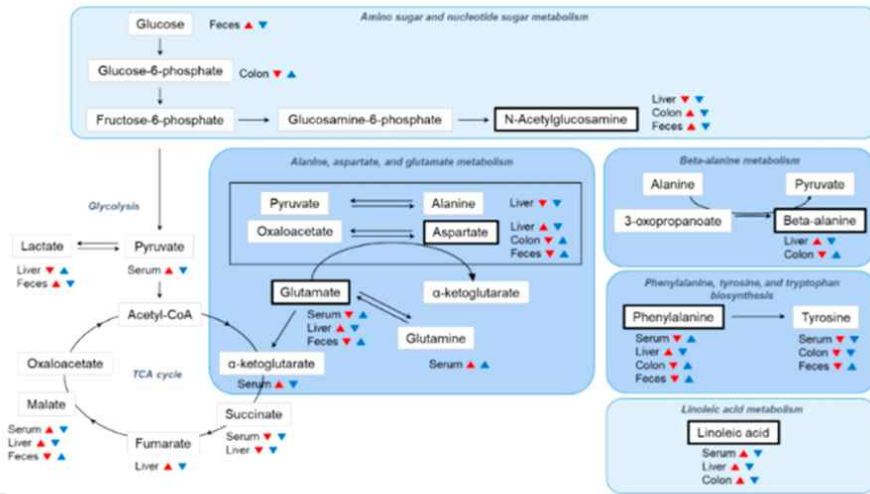 Amino sugar and nucleotide sugar metabolism
Glucose
Feces ▲ ▼
Glucose-6-phosphate
Colon ▼ ▲
Fructose-6-phosphate
Glucosamine-6-phosphate
N-Acetylglucosamine
Liver ▼ ▼
Colon ▲ ▼
Feces ▲ ▼
Glycolysis
Lactate
Liver ▼ ▲
Feces ▲ ▼
Pyruvate
Serum ▲ ▼
Acetyl-CoA
Oxaloacetate
TCA cycle
Malate
Serum ▲ ▼
Liver ▲ ▼
Feces ▼ ▲
Fumarate
Liver ▲ ▼
Succinate
Serum ▼ ▼
Liver ▼ ▼
Alanine, aspartate, and glutamate metabolism
Pyruvate
Alanine
Liver ▼ ▼
Oxaloacetate
Aspartate
Liver ▲ ▼
Colon ▼ ▲
Feces ▼ ▲
Glutamate
Serum ▼ ▲
Liver ▲ ▼
Feces ▼ ▲
α-ketoglutarate
Glutamine
Serum ▲ ▲
α-ketoglutarate
Serum ▲ ▼
Beta-alanine metabolism
Alanine
Pyruvate
3-oxopropanoate
Beta-alanine
Liver ▲ ▼
Colon ▼ ▲
Phenylalanine, tyrosine, and tryptophan
biosynthesis
Phenylalanine
Serum ▼ ▲
Liver ▲ ▼
Colon ▼ ▲
Feces ▼ ▲
Tyrosine
Serum ▼ ▼
Colon ▼ ▼
Feces ▼ ▲
Linoleic acid metabolism
Linoleic acid
Serum ▲ ▼
Liver ▲ ▼
Colon ▲ ▼